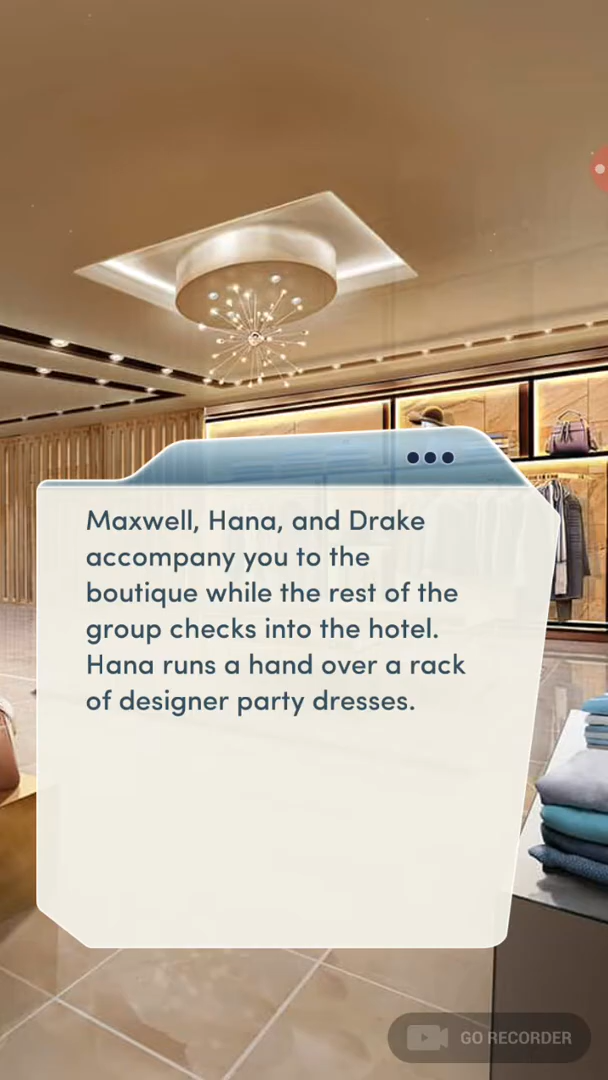 Maxwell, Hana, and Drake
accompany you to the
boutique while the rest of the
group checks into the hotel.
Hana runs a hand over a rack
of designer party dresses.
GO RECORDER